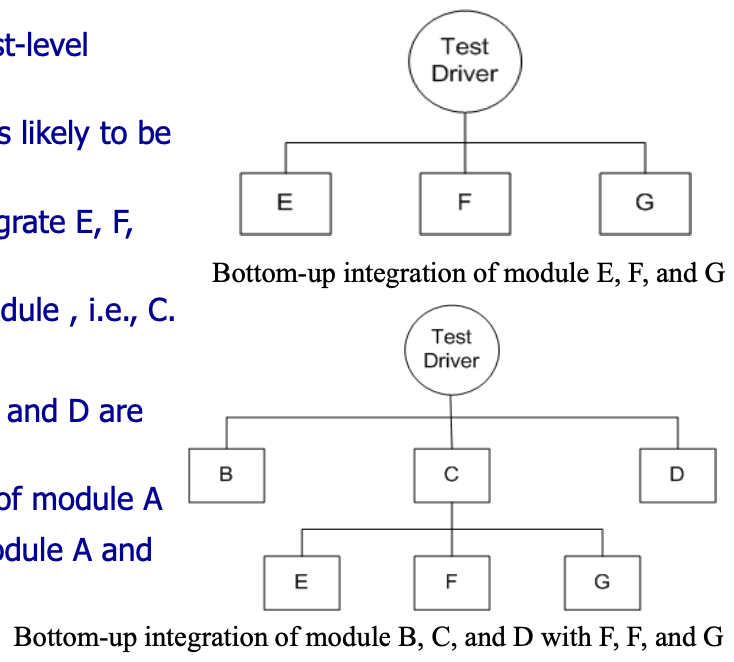 st-level
s likely to be
grate E, F,
dule , i.e., C.
and D are
of module A
odule A and
Test
Driver
E F G
Bottom-up integration of module E, F, and G
Test
Driver
B C D
E F G
Bottom-up integration of module B, C, and D with F, F, and G